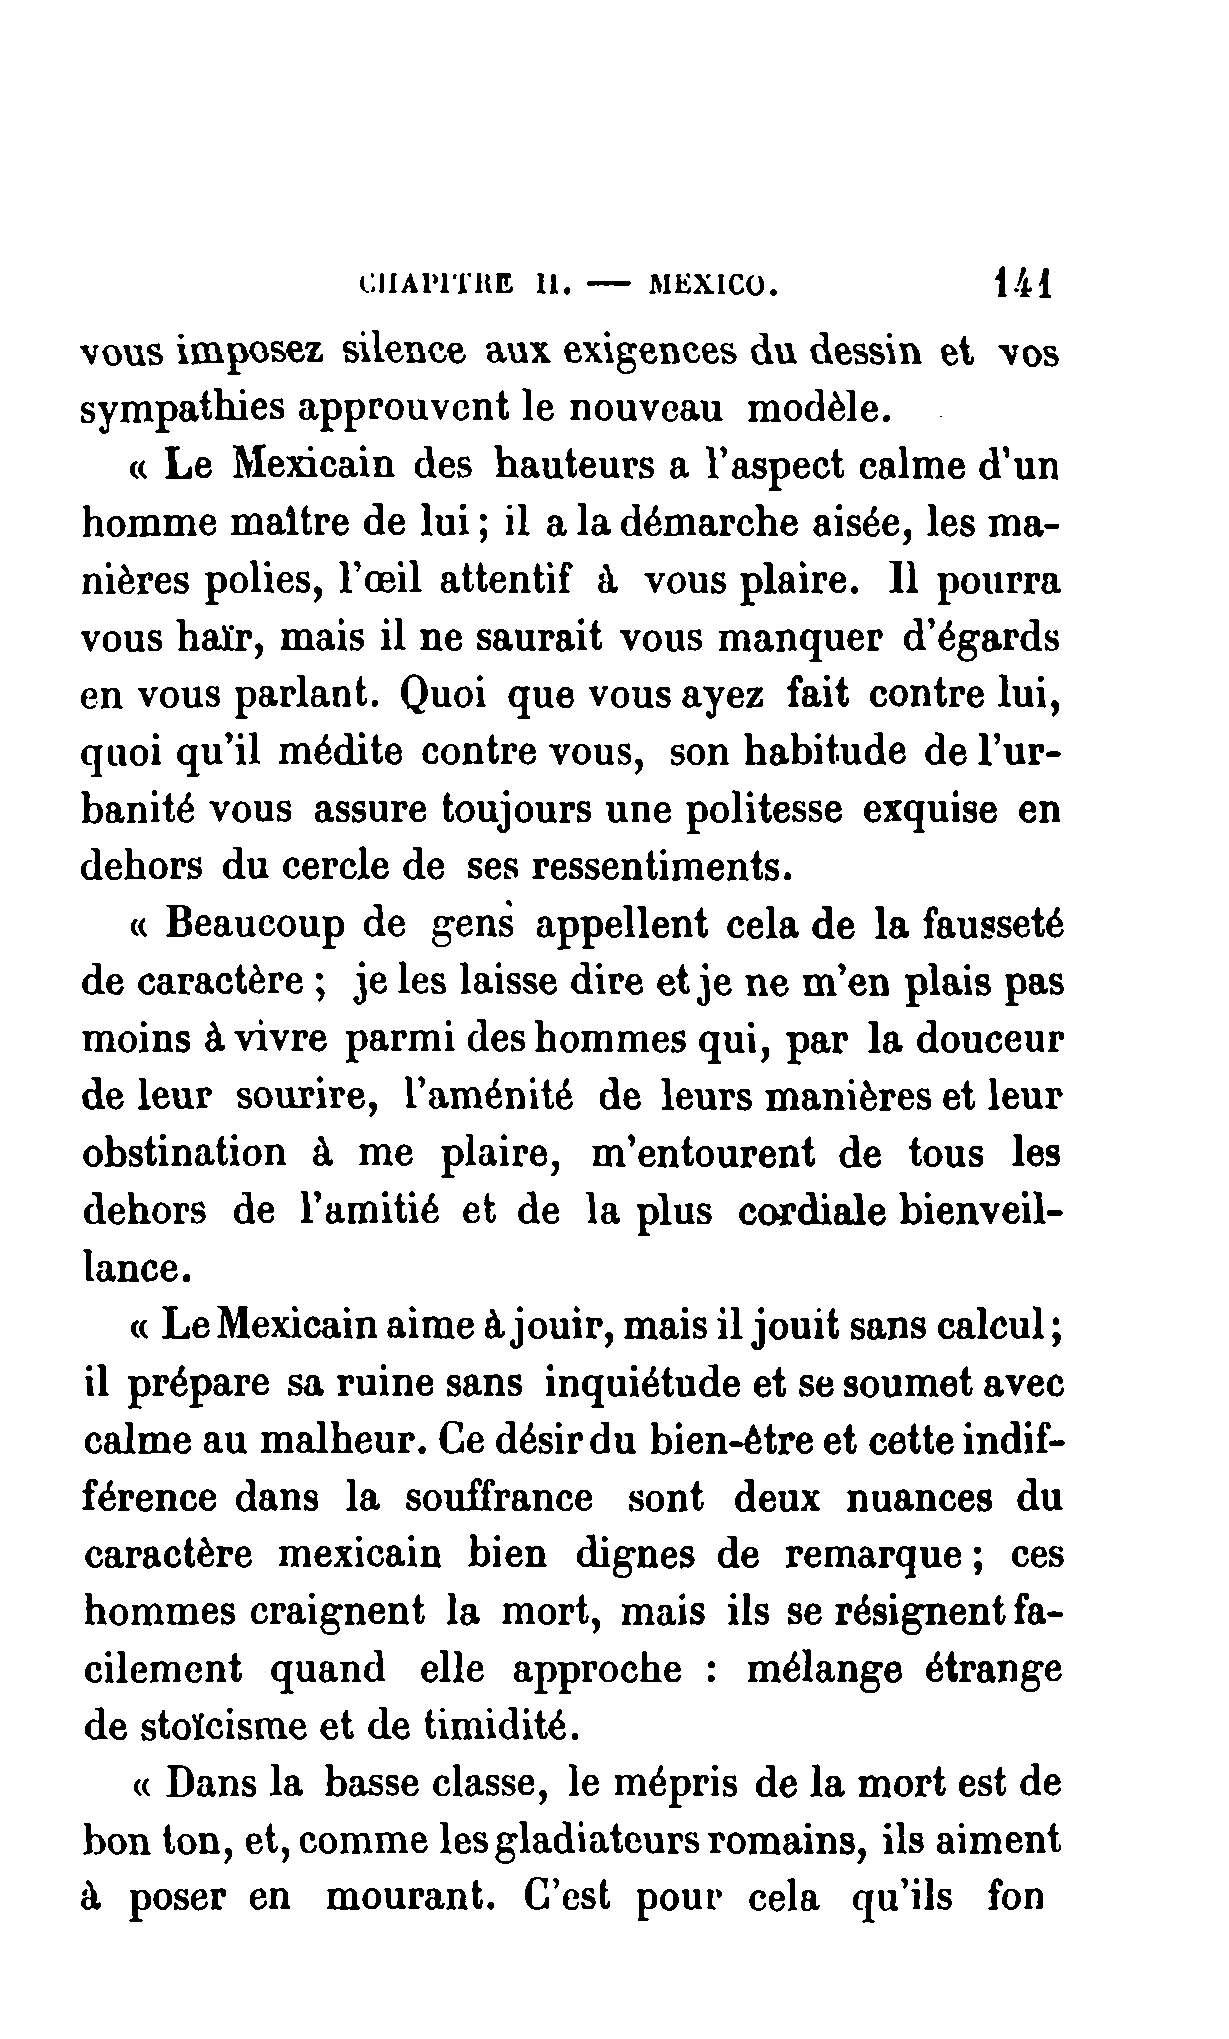 CHAPITRE II. — MEXICO. 141
vous imposez silence aux exigences du dessin et vos
sympathies approuvent le nouveau modèle.
« Le Mexicain des hauteurs a l'aspect calme d'un
homme maître de lui ; il a la démarche aisée, les ma-
nières polies, l'œil attentif à vous plaire. Il pourra
vous haïr, mais il ne saurait vous manquer d'égards
en vous parlant. Quoi que vous ayez fait contre lui,
quoi qu'il médite contre vous, son habitude de l'ur-
banité vous assure toujours une politesse exquise en
dehors du cercle de ses ressentiments.
« Beaucoup de gens appellent cela de la fausseté
de caractère ; je les laisse dire et je ne m'en plais pas
moins à vivre parmi des hommes qui, par la douceur
de leur sourire, l'aménité de leurs manières et leur
obstination à me plaire, m'entourent de tous les
dehors de l'amitié et de la plus cordiale bienveil-
lance.
« Le Mexicain aime à jouir, mais il jouit sans calcul ;
il prépare sa ruine sans inquiétude et se soumet avec
calme au malheur. Ce désir du bien-être et cette indif-
férence dans la souffrance sont deux nuances du
caractère mexicain bien dignes de remarque ; ces
hommes craignent la mort, mais ils se résignent fa-
cilement quand elle approche : mélange étrange
de stoïcisme et de timidité.
« Dans la basse classe, le mépris de la mort est de
bon ton, et, comme les gladiateurs romains, ils aiment
à poser en mourant. C'est pour cela qu'ils fon